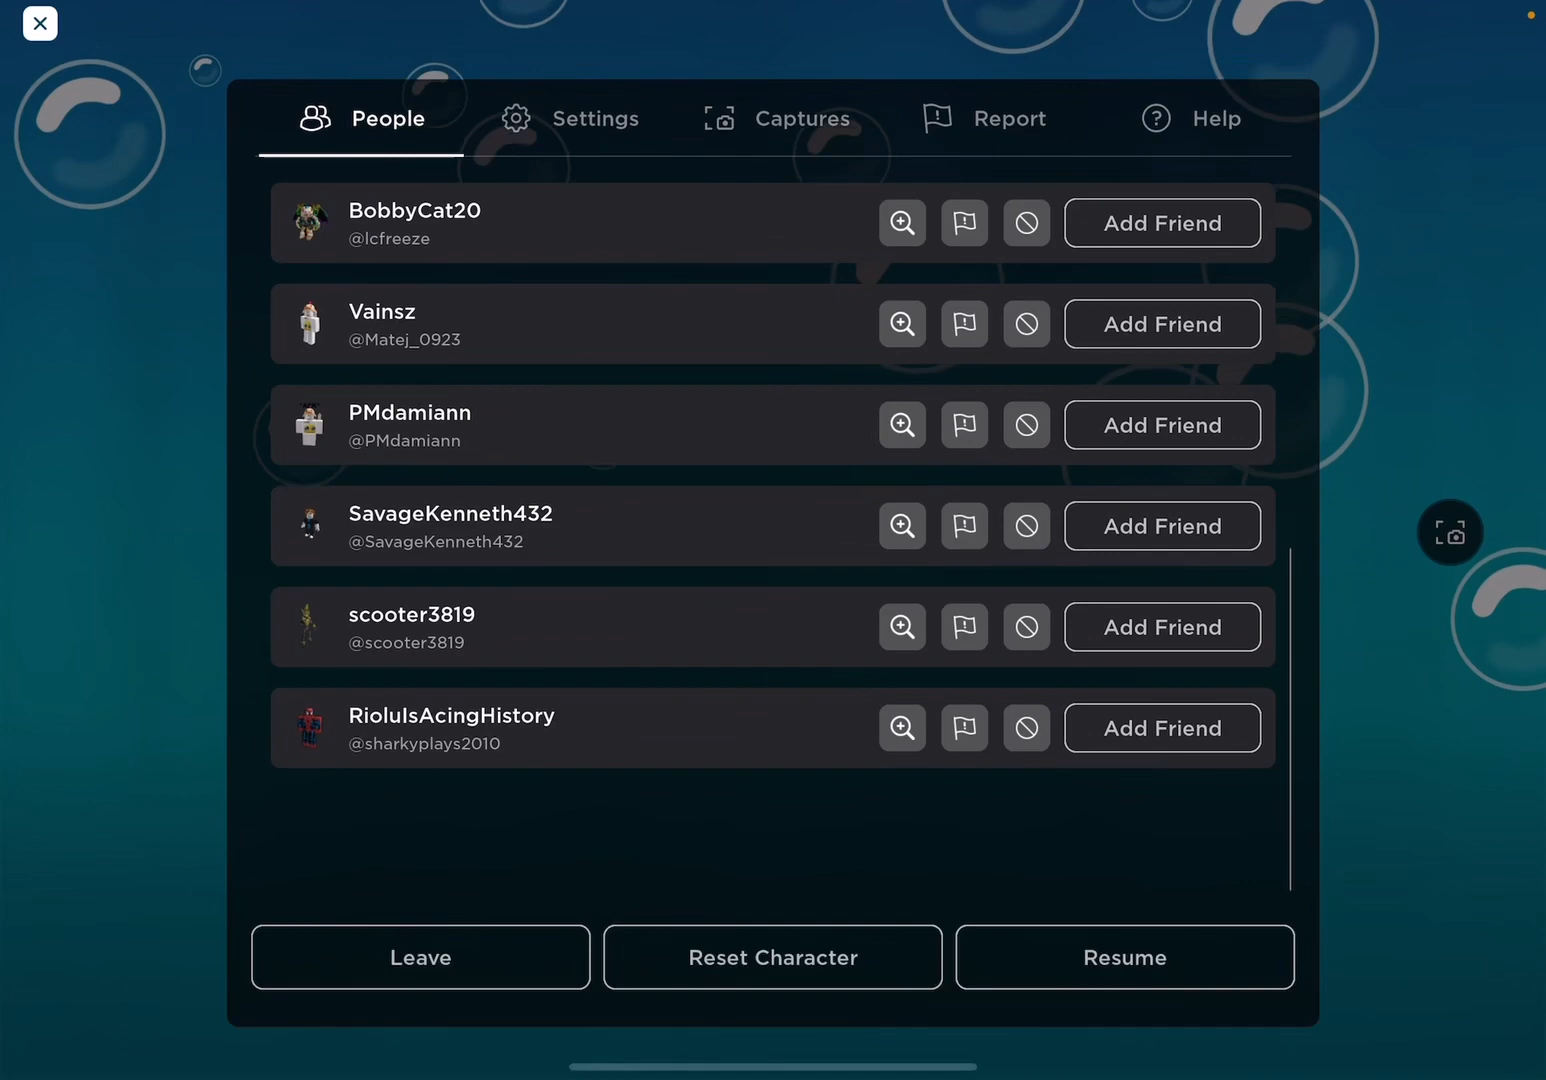 People
Settings
Captures
Report
Help
BobbyCat20
@lcfreeze
Add Friend
Vainsz
@Matej_0923
Add Friend
PMdamiann
@PMdamiann
Add Friend
SavageKenneth432
@SavageKenneth432
Add Friend
scooter3819
@scooter3819
Add Friend
RioluIsAcingHistory
@sharkyplays2010
Add Friend
Leave
Reset Character
Resume